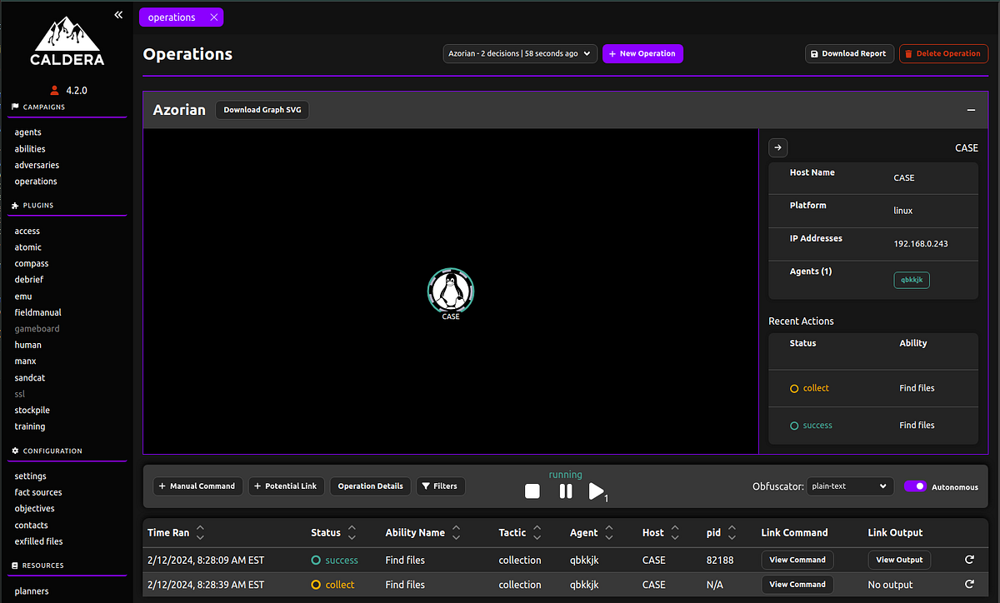 operations
CALDERA
4.2.0
CAMPAIGNS
agents
abilities
adversaries
operations
PLUGINS
access
atomic
compass
debrief
emu
fieldmanual
gameboard
human
manx
sandcat
ssl
stockpile
training
CONFIGURATION
settings
fact sources
objectives
contacts
exfilled files
RESOURCES
planners
Operations
Azorian - 2 decisions | 58 seconds ago
+ New Operation
Download Report
Delete Operation
Azorian
Download Graph SVG
CASE
CASE
Host Name CASE
Platform linux
IP Addresses 192.168.0.243
Agents (1) qbkkjk
Recent Actions
Status Ability
collect Find files
success Find files
+ Manual Command
+ Potential Link
Operation Details
Filters
running
1
Obfuscator: plain-text
Autonomous
Time Ran Status Ability Name Tactic Agent Host pid Link Command Link Output
2/12/2024, 8:28:09 AM EST success Find files collection qbkkjk CASE 82188 View Command View Output
2/12/2024, 8:28:39 AM EST collect Find files collection qbkkjk CASE N/A View Command No output